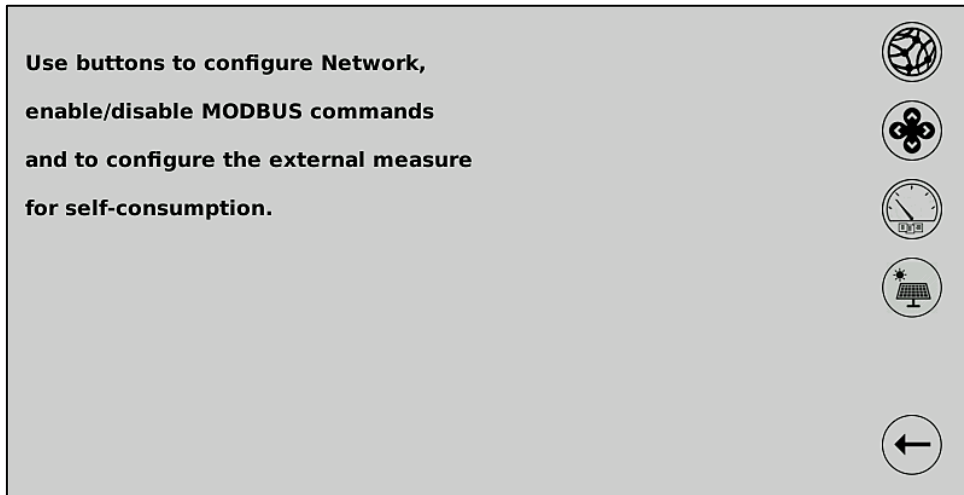 Use buttons to configure Network,
enable/disable MODBUS commands
and to configure the external measure
for self-consumption.